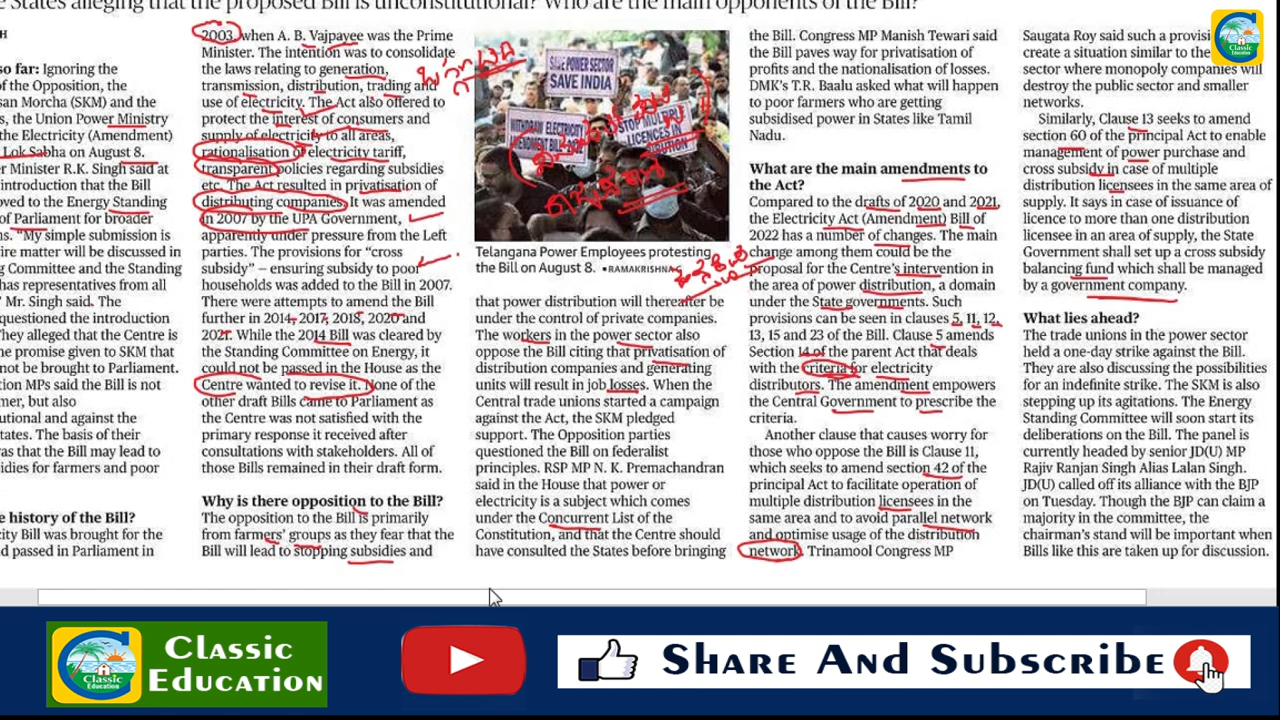 e States alleging that the proposed Bill is unconstitutional? Who are the main opponents of the Bill?
H
so far: Ignoring the
of the Opposition, the
san Morcha (SKM) and the
s, the Union Power Ministry
the Electricity (Amendment)
Lok Sabha on August 8.
er Minister R.K. Singh said at
introduction that the Bill
oved to the Energy Standing
of Parliament for broader
ns. “My simple submission is
ire matter will be discussed in
g Committee and the Standing
has representatives from all
” Mr. Singh said. The
questioned the introduction
They alleged that the Centre is
he promise given to SKM that
not be brought to Parliament.
tion MPs said the Bill is not
mer, but also
utional and against the
tates. The basis of their
was that the Bill may lead to
idies for farmers and poor
e history of the Bill?
city Bill was brought for the
d passed in Parliament in
2003, when A. B. Vajpayee was the Prime
Minister. The intention was to consolidate
the laws relating to generation,
transmission, distribution, trading and
use of electricity. The Act also offered to
protect the interest of consumers and
supply of electricity to all areas,
rationalisation of electricity tariff,
transparent policies regarding subsidies
etc. The Act resulted in privatisation of
distributing companies. It was amended
in 2007 by the UPA Government,
apparently under pressure from the Left
parties. The provisions for “cross
subsidy” – ensuring subsidy to poor
households was added to the Bill in 2007.
There were attempts to amend the Bill
further in 2014, 2017, 2018, 2020 and
2021. While the 2014 Bill was cleared by
the Standing Committee on Energy, it
could not be passed in the House as the
Centre wanted to revise it. None of the
other draft Bills came to Parliament as
the Centre was not satisfied with the
primary response it received after
consultations with stakeholders. All of
those Bills remained in their draft form.
Why is there opposition to the Bill?
The opposition to the Bill is primarily
from farmers’ groups as they fear that the
Bill will lead to stopping subsidies and
SAVE POWER SECTOR
SAVE INDIA
WITHDRAW ELECTRICITY
STOP MULTIPLE
LICENCES IN
Telangana Power Employees protesting
the Bill on August 8. • RAMAKRISHNA G
that power distribution will thereafter be
under the control of private companies.
The workers in the power sector also
oppose the Bill citing that privatisation of
distribution companies and generating
units will result in job losses. When the
Central trade unions started a campaign
against the Act, the SKM pledged
support. The Opposition parties
questioned the Bill on federalist
principles. RSP MP N. K. Premachandran
said in the House that power or
electricity is a subject which comes
under the Concurrent List of the
Constitution, and that the Centre should
have consulted the States before bringing
the Bill. Congress MP Manish Tewari said
the Bill paves way for privatisation of
profits and the nationalisation of losses.
DMK’s T.R. Baalu asked what will happen
to poor farmers who are getting
subsidised power in States like Tamil
Nadu.
What are the main amendments to
the Act?
Compared to the drafts of 2020 and 2021,
the Electricity Act (Amendment) Bill of
2022 has a number of changes. The main
change among them could be the
proposal for the Centre’s intervention in
the area of power distribution, a domain
under the State governments. Such
provisions can be seen in clauses 5, 11, 12,
13, 15 and 23 of the Bill. Clause 5 amends
Section 14 of the parent Act that deals
with the criteria for electricity
distributors. The amendment empowers
the Central Government to prescribe the
criteria.
Another clause that causes worry for
those who oppose the Bill is Clause 11,
which seeks to amend section 42 of the
principal Act to facilitate operation of
multiple distribution licensees in the
same area and to avoid parallel network
and optimise usage of the distribution
network. Trinamool Congress MP
Saugata Roy said such a provisi
create a situation similar to the
sector where monopoly companies will
destroy the public sector and smaller
networks.
Similarly, Clause 13 seeks to amend
section 60 of the principal Act to enable
management of power purchase and
cross subsidy in case of multiple
distribution licensees in the same area of
supply. It says in case of issuance of
licence to more than one distribution
licensee in an area of supply, the State
Government shall set up a cross subsidy
balancing fund which shall be managed
by a government company.
What lies ahead?
The trade unions in the power sector
held a one-day strike against the Bill.
They are also discussing the possibilities
for an indefinite strike. The SKM is also
stepping up its agitations. The Energy
Standing Committee will soon start its
deliberations on the Bill. The panel is
currently headed by senior JD(U) MP
Rajiv Ranjan Singh Alias Lalan Singh.
JD(U) called off its alliance with the BJP
on Tuesday. Though the BJP can claim a
majority in the committee, the
chairman’s stand will be important when
Bills like this are taken up for discussion.
Classic
Education
Classic
Education
CLASSIC
EDUCATION
SHARE AND SUBSCRIBE